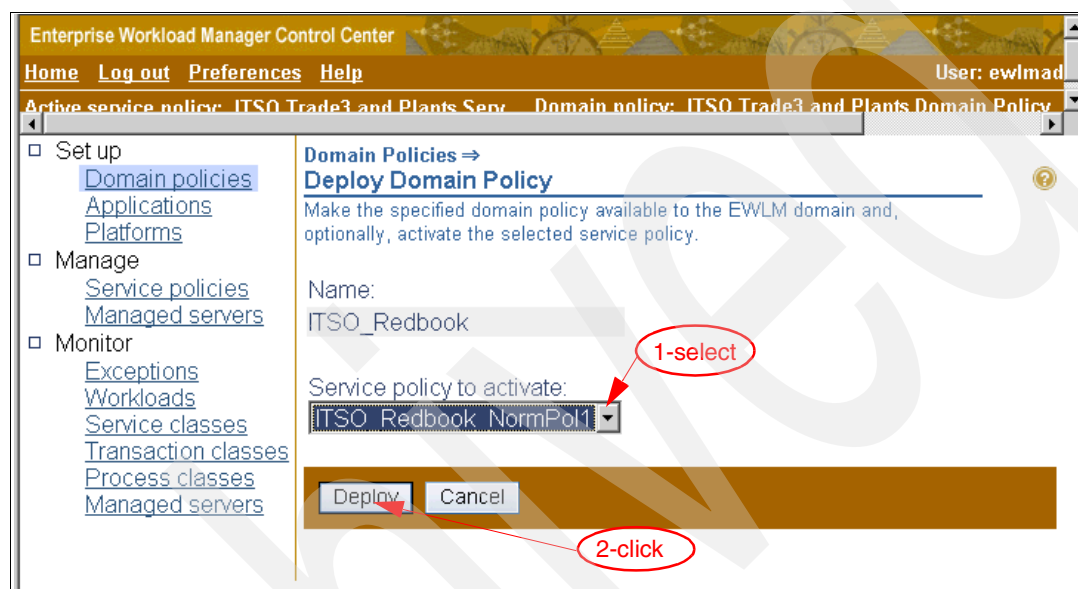 Enterprise Workload Manager Control Center
Home Log out Preferences Help User: ewlmad
Active service policy: ITSO Trade3 and Plants Serv Domain policy: ITSO Trade3 and Plants Domain Policy
Set up
Domain policies
Applications
Platforms
Manage
Service policies
Managed servers
Monitor
Exceptions
Workloads
Service classes
Transaction classes
Process classes
Managed servers
Domain Policies ⇒
Deploy Domain Policy
Make the specified domain policy available to the EWLM domain and,
optionally, activate the selected service policy.
Name:
ITSO_Redbook
1-select
Service policy to activate:
ITSO_Redbook_NormPol1
Deploy Cancel
2-click